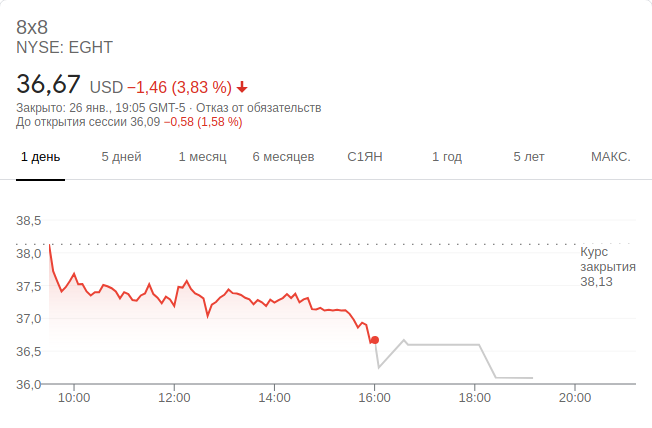 8x8
NYSE: EGHT
36,67 USD −1,46 (3,83 %)
Закрыто: 26 янв., 19:05 GMT-5 · Отказ от обязательств
До открытия сессии 36,09 −0,58 (1,58 %)
1 день 5 дней 1 месяц 6 месяцев С1ЯН 1 год 5 лет МАКС.
38,5
38,0
37,5
37,0
36,5
36,0
Курс
закрытия
38,13
10:00 12:00 14:00 16:00 18:00 20:00